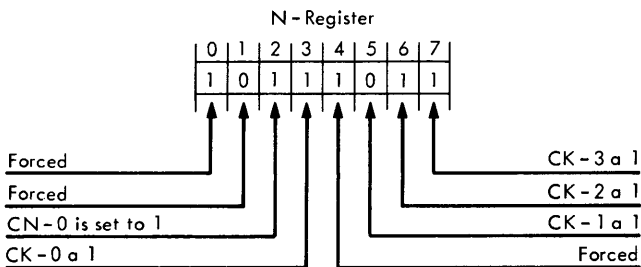 N-Register
0 1 2 3 4 5 6 7
1 0 1 1 1 0 1 1
Forced CK-3 a 1
Forced CK-2 a 1
CN-0 is set to 1 CK-1 a 1
CK-0 a 1 Forced